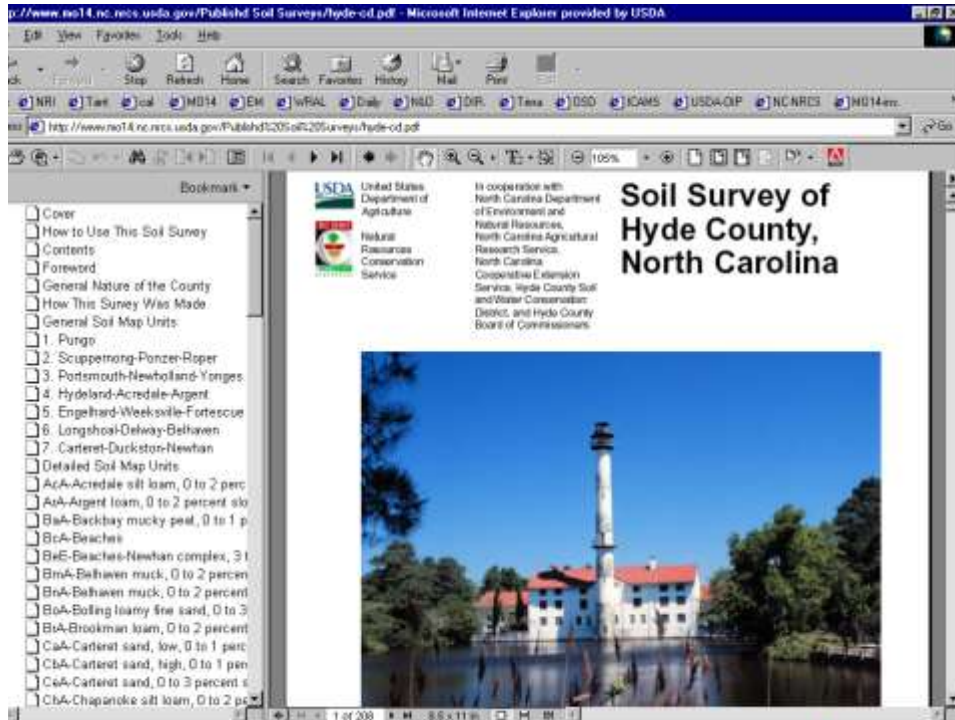 p://www.mo14.nc.nrcs.usda.gov/Publishd Soil Surveys/hyde-cd.pdf - Microsoft Internet Explorer provided by USDA
Edit View Favorites Tools Help
Stop Refresh Home Search Favorites History Mail Print
NRI cal MO14 EM WRAL Daily N&O DIR. OSD ICAMS USDA-OIP NC NRCS
http://www.mo14.nc.nrcs.usda.gov/Publishd%20Soil%20Surveys/hyde-cd.pdf Go
105%
Bookmark
Cover
How to Use This Soil Survey
Contents
Foreword
General Nature of the County
How This Survey Was Made
General Soil Map Units
1. Pungo
2. Scuppernong-Ponzer-Roper
3. Portsmouth-Newholland-Yonges
4. Hydeland-Acredale-Argent
5. Engelhard-Weeksville-Fortescue
6. Longshoal-Delway-Belhaven
7. Carteret-Duckston-Newhan
Detailed Soil Map Units
AcA-Acredale silt loam, 0 to 2 perc
ArA-Argent loam, 0 to 2 percent slo
BaA-Backbay mucky peat, 0 to 1 p
BcA-Beaches
BeE-Beaches-Newhan complex, 3 t
BmA-Belhaven muck, 0 to 2 percen
BnA-Belhaven muck, 0 to 2 percent
BoA-Bolling loamy fine sand, 0 to 3
BrA-Brookman loam, 0 to 2 percent
CaA-Carteret sand, low, 0 to 1 perc
CbA-Carteret sand, high, 0 to 1 pen
CeA-Carteret sand, 0 to 3 percent s
ChA-Chapanoke silt loam, 0 to 2 pe
USDA United States
Department of
Agriculture
Natural
Resources
Conservation
Service
In cooperation with
North Carolina Department
of Environment and
Natural Resources,
North Carolina Agricultural
Research Service,
North Carolina
Cooperative Extension
Service, Hyde County Soil
and Water Conservation
District, and Hyde County
Board of Commissioners
Soil Survey of
Hyde County,
North Carolina
1 of 208 8.5 x 11 in